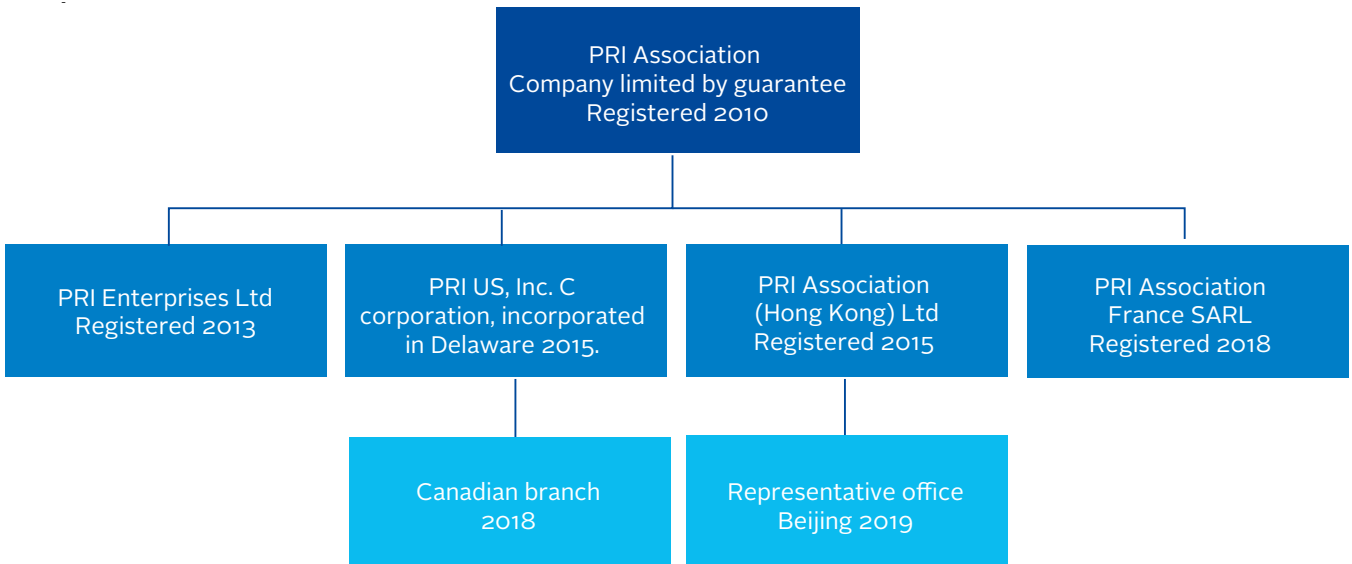 PRI Association
Company limited by guarantee
Registered 2010
PRI Enterprises Ltd
Registered 2013
PRI US, Inc. C
corporation, incorporated
in Delaware 2015.
PRI Association
(Hong Kong) Ltd
Registered 2015
PRI Association
France SARL
Registered 2018
Canadian branch
2018
Representative office
Beijing 2019